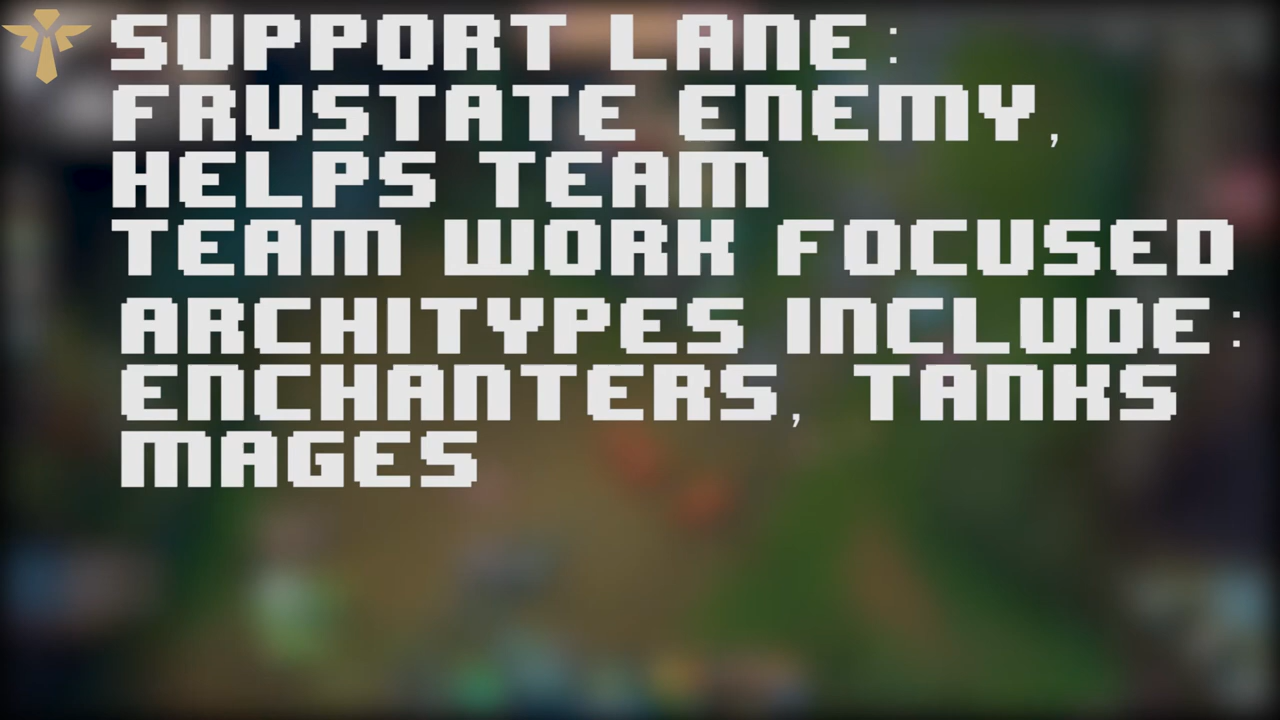 SUPPORT LANE:
FRUSTATE ENEMY,
HELPS TEAM
TEAM WORK FOCUSED
ARCHITYPES INCLUDE:
ENCHANTERS, TANKS
MAGES